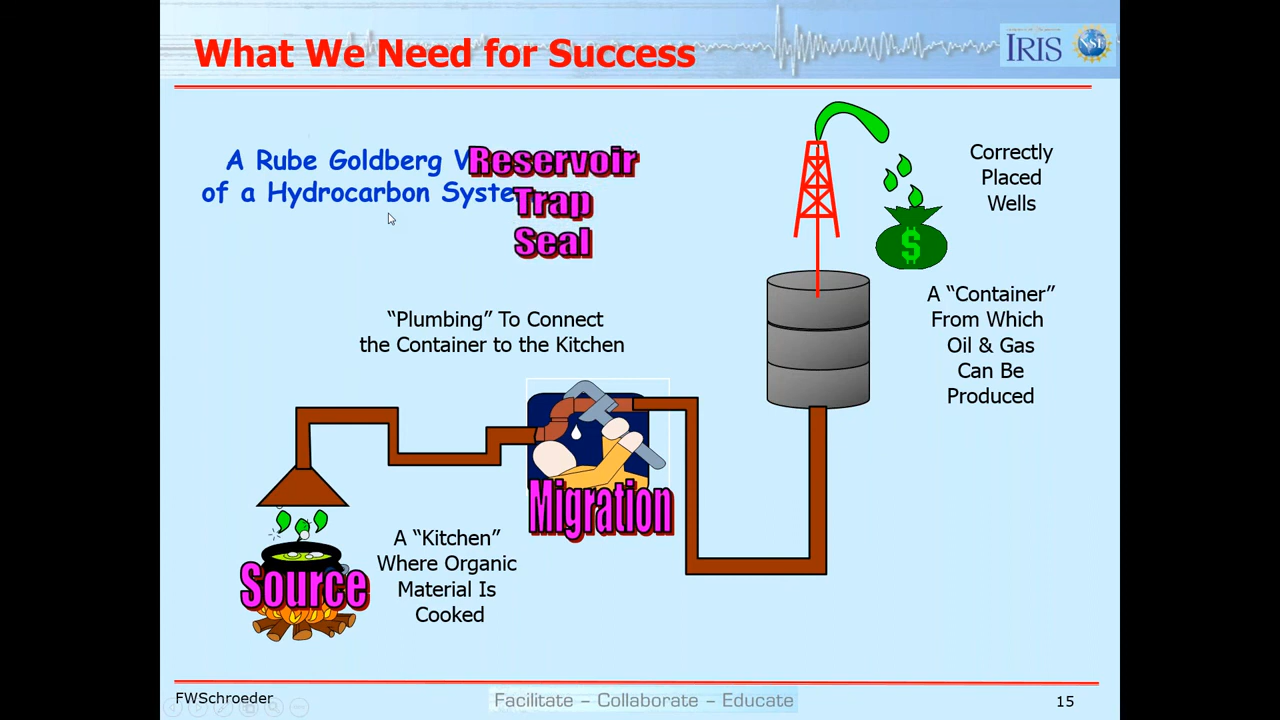 What We Need for Success
IRIS
NSF
A Rube Goldberg V
of a Hydrocarbon Syste
Reservoir
Trap
Seal
Correctly
Placed
Wells
$
A “Container”
From Which
Oil & Gas
Can Be
Produced
“Plumbing” To Connect
the Container to the Kitchen
Migration
A “Kitchen”
Where Organic
Material Is
Cooked
Source
FWSchroeder
Facilitate – Collaborate – Educate
15